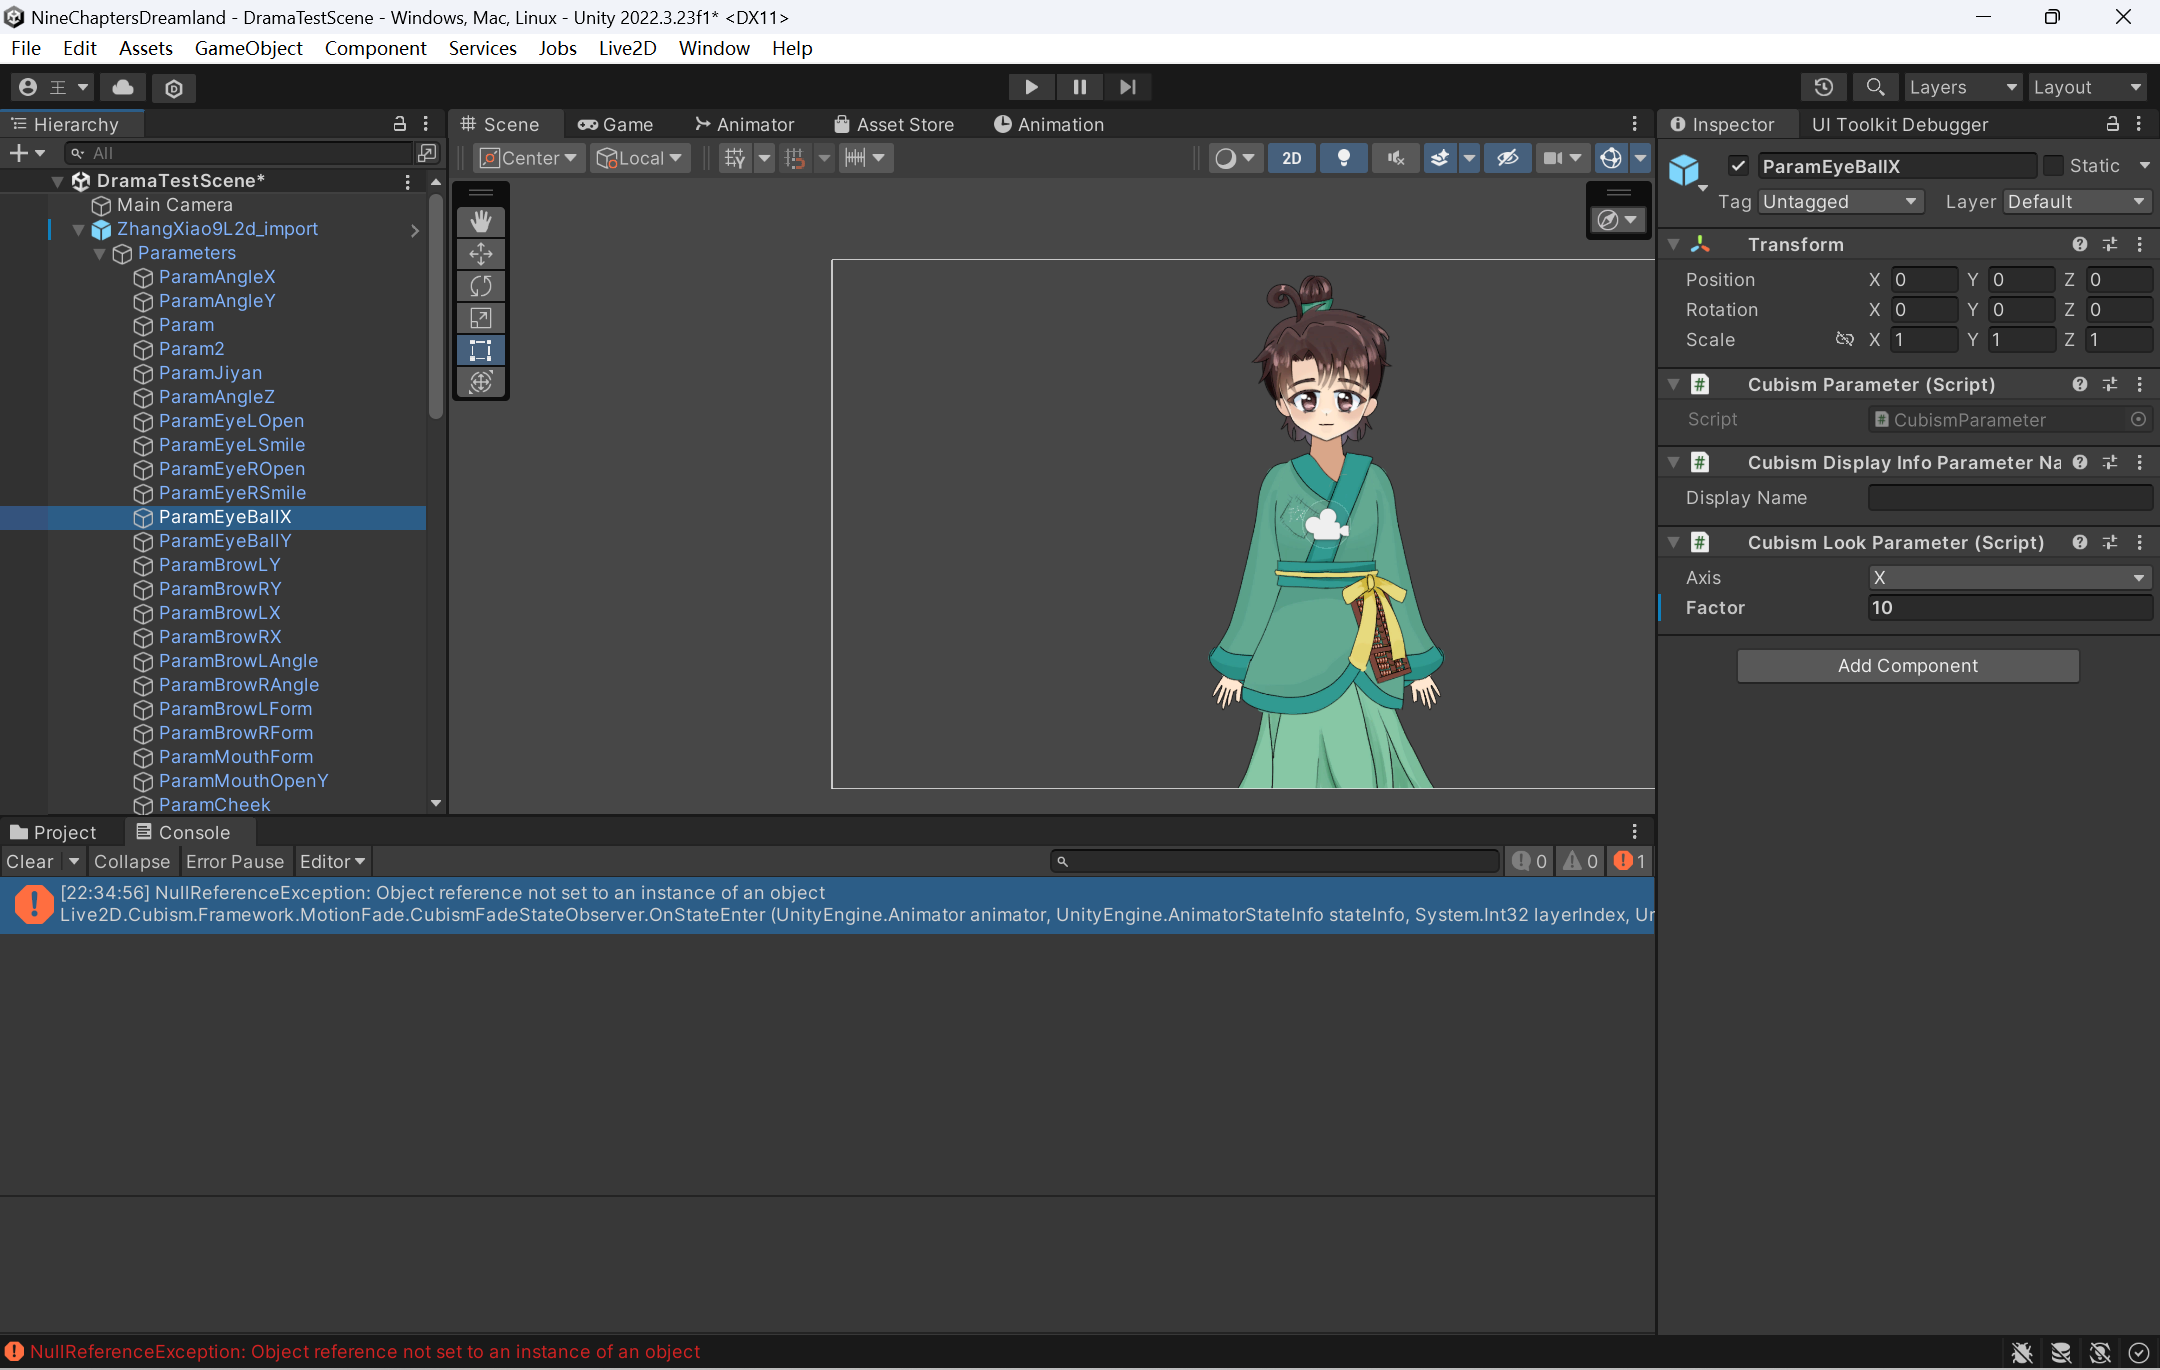 NineChaptersDreamland - DramaTestScene - Windows, Mac, Linux - Unity 2022.3.23f1* <DX11>
File Edit Assets GameObject Component Services Jobs Live2D Window Help
王 Layers Layout
Hierarchy
All
DramaTestScene*
Main Camera
ZhangXiao9L2d_import
Parameters
ParamAngleX
ParamAngleY
Param
Param2
ParamJiyan
ParamAngleZ
ParamEyeLOpen
ParamEyeLSmile
ParamEyeROpen
ParamEyeRSmile
ParamEyeBallX
ParamEyeBallY
ParamBrowLY
ParamBrowRY
ParamBrowLX
ParamBrowRX
ParamBrowLAngle
ParamBrowRAngle
ParamBrowLForm
ParamBrowRForm
ParamMouthForm
ParamMouthOpenY
ParamCheek
Scene Game Animator Asset Store Animation
Center Local 2D
Inspector UI Toolkit Debugger
ParamEyeBallX Static
Tag Untagged Layer Default
Transform
Position X 0 Y 0 Z 0
Rotation X 0 Y 0 Z 0
Scale X 1 Y 1 Z 1
Cubism Parameter (Script)
Script CubismParameter
Cubism Display Info Parameter Na
Display Name
Cubism Look Parameter (Script)
Axis X
Factor 10
Add Component
Project Console
Clear Collapse Error Pause Editor 0 0 1
[22:34:56] NullReferenceException: Object reference not set to an instance of an object
Live2D.Cubism.Framework.MotionFade.CubismFadeStateObserver.OnStateEnter (UnityEngine.Animator animator, UnityEngine.AnimatorStateInfo stateInfo, System.Int32 layerIndex, Ur
NullReferenceException: Object reference not set to an instance of an object